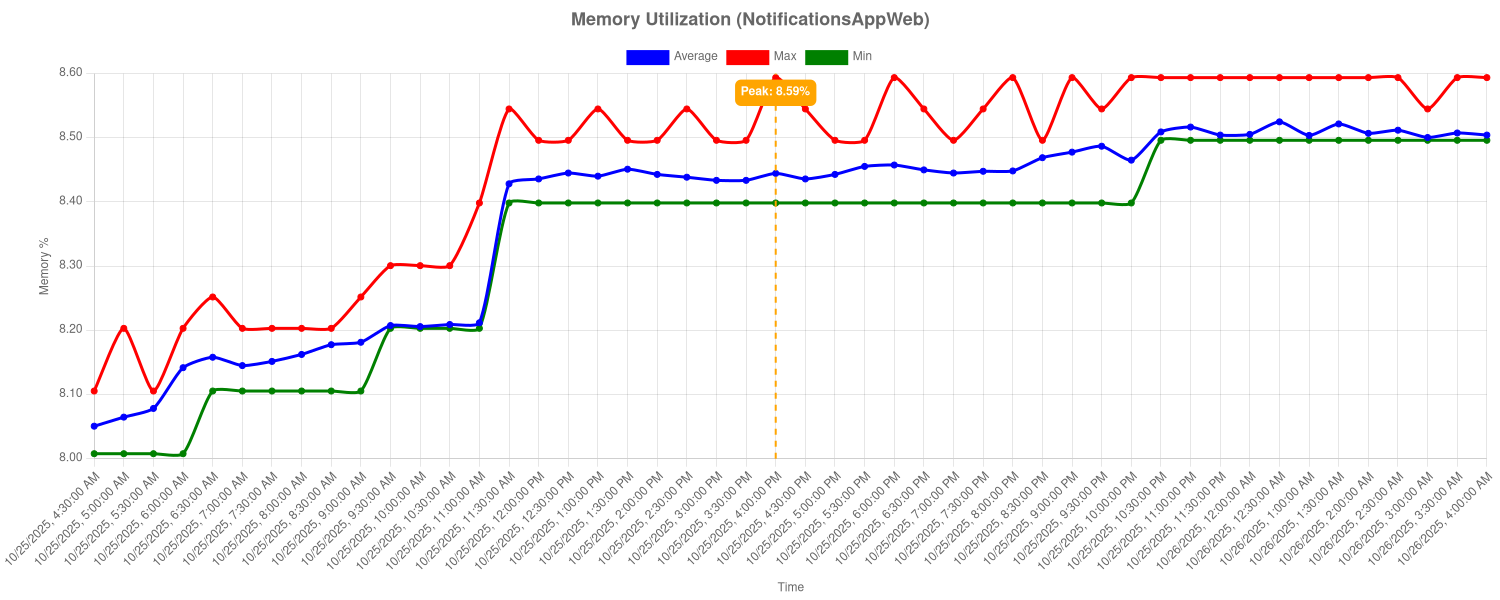 Memory Utilization (NotificationsAppWeb)
Average Max Min
8.60
Peak: 8.59%
8.50
8.40
8.30
8.20
8.10
8.00
Memory %
10/25/2025, 4:30:00 AM
10/25/2025, 5:00:00 AM
10/25/2025, 5:30:00 AM
10/25/2025, 6:00:00 AM
10/25/2025, 6:30:00 AM
10/25/2025, 7:00:00 AM
10/25/2025, 7:30:00 AM
10/25/2025, 8:00:00 AM
10/25/2025, 8:30:00 AM
10/25/2025, 9:00:00 AM
10/25/2025, 9:30:00 AM
10/25/2025, 10:00:00 AM
10/25/2025, 10:30:00 AM
10/25/2025, 11:00:00 AM
10/25/2025, 11:30:00 AM
10/25/2025, 12:00:00 PM
10/25/2025, 12:30:00 PM
10/25/2025, 1:00:00 PM
10/25/2025, 1:30:00 PM
10/25/2025, 2:00:00 PM
10/25/2025, 2:30:00 PM
10/25/2025, 3:00:00 PM
10/25/2025, 3:30:00 PM
10/25/2025, 4:00:00 PM
10/25/2025, 4:30:00 PM
10/25/2025, 5:00:00 PM
10/25/2025, 5:30:00 PM
10/25/2025, 6:00:00 PM
10/25/2025, 6:30:00 PM
10/25/2025, 7:00:00 PM
10/25/2025, 7:30:00 PM
10/25/2025, 8:00:00 PM
10/25/2025, 8:30:00 PM
10/25/2025, 9:00:00 PM
10/25/2025, 9:30:00 PM
10/25/2025, 10:00:00 PM
10/25/2025, 10:30:00 PM
10/25/2025, 11:00:00 PM
10/25/2025, 11:30:00 PM
10/26/2025, 12:00:00 AM
10/26/2025, 12:30:00 AM
10/26/2025, 1:00:00 AM
10/26/2025, 1:30:00 AM
10/26/2025, 2:00:00 AM
10/26/2025, 2:30:00 AM
10/26/2025, 3:00:00 AM
10/26/2025, 3:30:00 AM
10/26/2025, 4:00:00 AM
Time